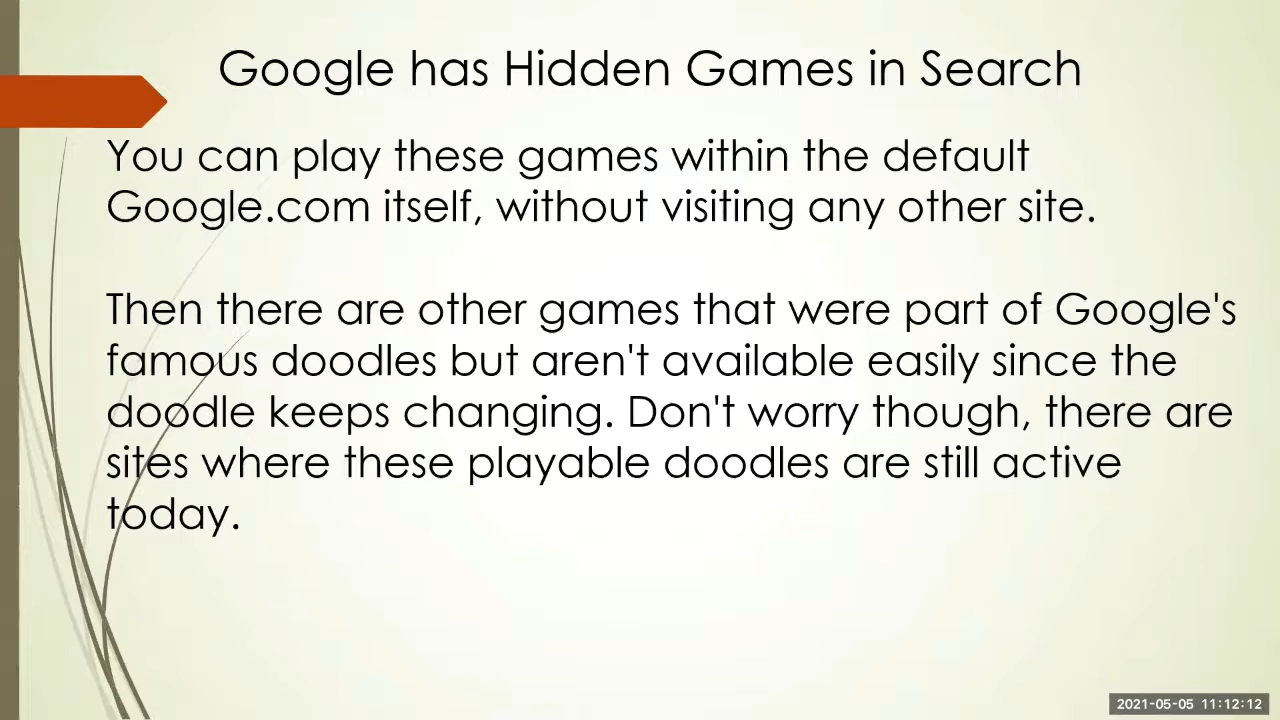 Google has Hidden Games in Search
You can play these games within the default
Google.com itself, without visiting any other site.
Then there are other games that were part of Google's
famous doodles but aren't available easily since the
doodle keeps changing. Don't worry though, there are
sites where these playable doodles are still active
today.
2021-05-05 11:12:12